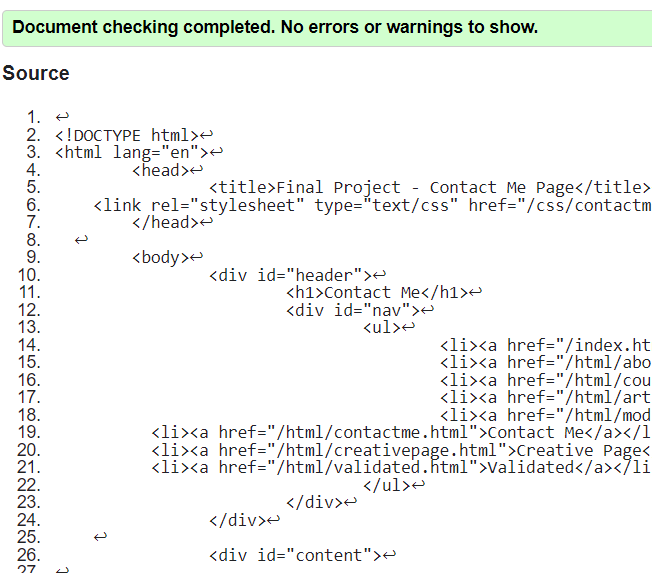 Document checking completed. No errors or warnings to show.
Source
1. ↩
2. <!DOCTYPE html>↩
3. <html lang="en">↩
4. <head>↩
5. <title>Final Project - Contact Me Page</title>
6. <link rel="stylesheet" type="text/css" href="/css/contactm
7. </head>↩
8. ↩
9. <body>↩
10. <div id="header">↩
11. <h1>Contact Me</h1>↩
12. <div id="nav">↩
13. <ul>↩
14. <li><a href="/index.ht
15. <li><a href="/html/abo
16. <li><a href="/html/cou
17. <li><a href="/html/art
18. <li><a href="/html/mod
19. <li><a href="/html/contactme.html">Contact Me</a></l
20. <li><a href="/html/creativepage.html">Creative Page<
21. <li><a href="/html/validated.html">Validated</a></li
22. </ul>↩
23. </div>↩
24. </div>↩
25. ↩
26. <div id="content">↩
27. ↩